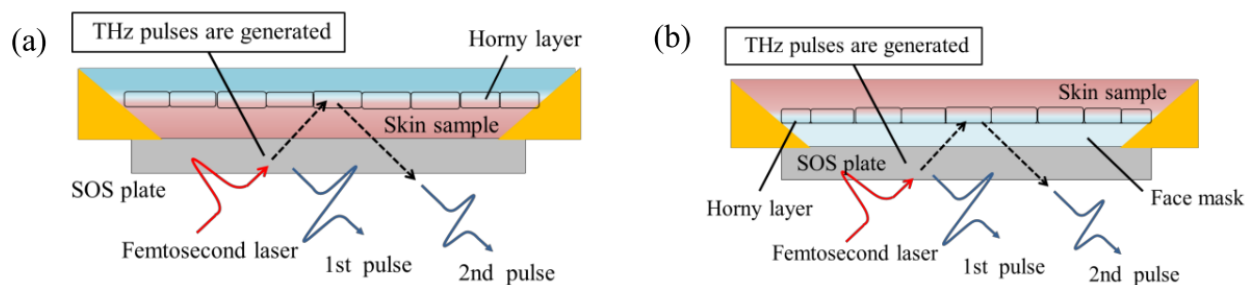 (a)
THz pulses are generated
Horny layer
Skin sample
SOS plate
Femtosecond laser
1st pulse
2nd pulse
(b)
THz pulses are generated
Skin sample
SOS plate
Horny layer
Face mask
Femtosecond laser
1st pulse
2nd pulse